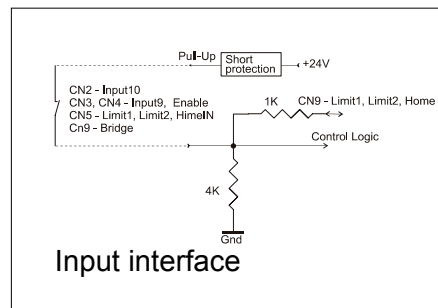 Pull-Up
Short
protection
+24V
CN2 - Input10
CN3, CN4 - Input9, Enable
CN5 - Limit1, Limit2, HimeIN
Cn9 - Bridge
1K
CN9 - Limit1, Limit2, Home
Control Logic
4K
Gnd
Input interface